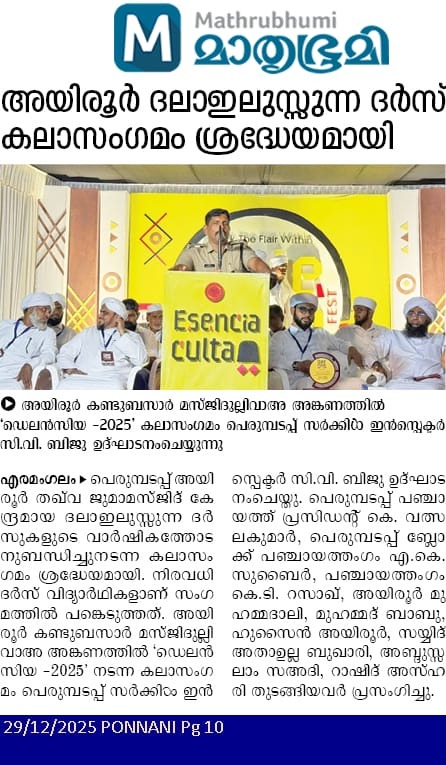 Mathrubhumi
മാതൃഭൂമി
അയിരൂർ ദലാഇലുസ്സുന്ന ദർസ്
കലാസംഗമം ശ്രദ്ധേയമായി
The Flair Within
FEST
Esencia
Culta
അയിരൂർ കണ്ടുബസാർ മസ്ജിദുല്ലിവാഅ അങ്കണത്തിൽ
‘ഡെലൻസിയ -2025’ കലാസംഗമം പെരുമ്പടപ്പ് സർക്കിൾ ഇൻസ്പെക്ടർ
സി.വി. ബിജു ഉദ്ഘാടനംചെയ്യുന്നു
എരമംഗലം ▸ പെരുമ്പടപ്പ് അയി
രൂർ തഖ്വ ജുമാമസ്ജിദ് കേ
ന്ദ്രമായ ദലാഇലുസ്സുന്ന ദർ
സുകളുടെ വാർഷികത്തോട
നുബന്ധിച്ചുനടന്ന കലാസം
ഗമം ശ്രദ്ധേയമായി. നിരവധി
ദർസ് വിദ്യാർഥികളാണ് സംഗ
മത്തിൽ പങ്കെടുത്തത്. അയി
രൂർ കണ്ടുബസാർ മസ്ജിദുല്ലി
വാഅ അങ്കണത്തിൽ ‘ഡെലൻ
സിയ -2025’ നടന്ന കലാസംഗ
മം പെരുമ്പടപ്പ് സർക്കിൾ ഇൻ
സ്പെക്ടർ സി.വി. ബിജു ഉദ്ഘാട
നംചെയ്തു. പെരുമ്പടപ്പ് പഞ്ചാ
യത്ത് പ്രസിഡന്റ് കെ. വത്സ
ലകുമാർ, പെരുമ്പടപ്പ് ബ്ലോ
ക്ക് പഞ്ചായത്തംഗം എ.കെ.
സുബൈർ, പഞ്ചായത്തംഗം
കെ.ടി. റസാഖ്, അയിരൂർ മു
ഹമ്മദാലി, മുഹമ്മദ് ബാബു,
ഹുസൈൻ അയിരൂർ, സയ്യിദ്
അതാഉല്ല ബുഖാരി, അബ്ദുസ്സ
ലാം സഅദി, റാഷിദ് അസ്ഹ
രി തുടങ്ങിയവർ പ്രസംഗിച്ചു.
29/12/2025 PONNANI Pg 10